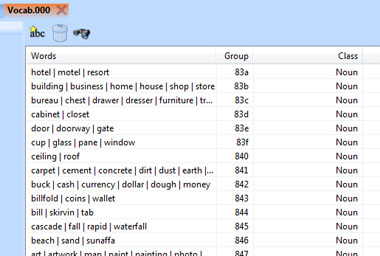 Vocab.000
abc
Words Group Class
hotel | motel | resort 83a Noun
building | business | home | house | shop | store 83b Noun
bureau | chest | drawer | dresser | furniture | tr... 83c Noun
cabinet | closet 83d Noun
door | doorway | gate 83e Noun
cup | glass | pane | window 83f Noun
ceiling | roof 840 Noun
carpet | cement | concrete | dirt | dust | earth |... 841 Noun
buck | cash | currency | dollar | dough | money 842 Noun
billfold | coins | wallet 843 Noun
bill | skirvin | tab 844 Noun
cascade | fall | rapid | waterfall 845 Noun
beach | sand | sunaffa 846 Noun
art | artwork | map | paint | painting | photo | ... 847 Noun